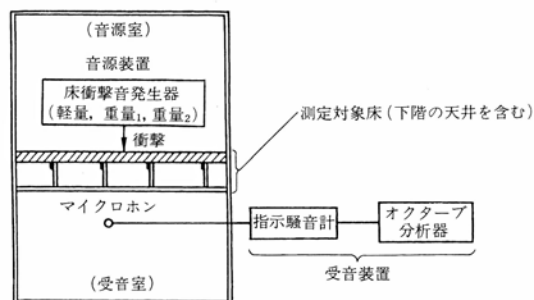 (音源室)
音源装置
床衝撃音発生器
(軽量, 重量₁, 重量₂)
衝撃
測定対象床(下階の天井を含む)
マイクロホン
指示騒音計
オクターブ
分析器
受音装置
(受音室)